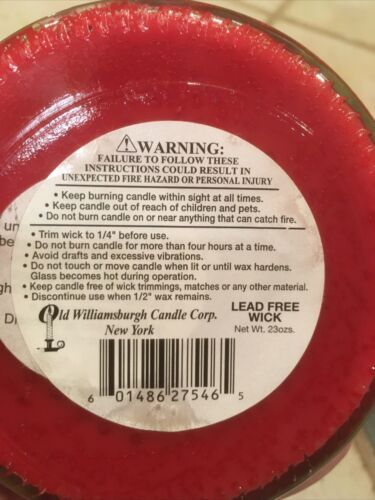 ⚠WARNING:
FAILURE TO FOLLOW THESE
INSTRUCTIONS COULD RESULT IN
UNEXPECTED FIRE HAZARD OR PERSONAL INJURY
• Keep burning candle within sight at all times.
• Keep candle out of reach of children and pets.
• Do not burn candle on or near anything that can catch fire.
• Trim wick to 1/4" before use.
• Do not burn candle for more than four hours at a time.
• Avoid drafts and excessive vibrations.
• Do not touch or move candle when lit or until wax hardens.
Glass becomes hot during operation.
• Keep candle free of wick trimmings, matches or any other material.
• Discontinue use when 1/2" wax remains.
Old Williamsburgh Candle Corp.
New York
LEAD FREE
WICK
Net Wt. 23ozs.
6 01486 27546 5